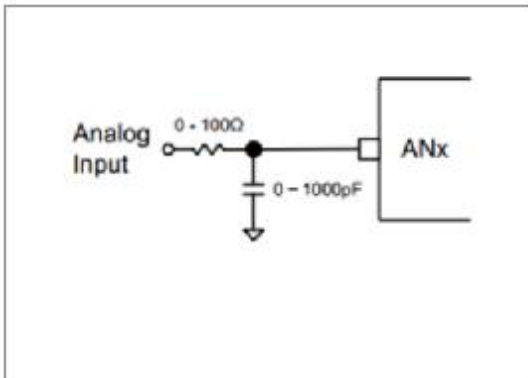 0 - 100Ω
Analog
Input
ANx
0 – 1000pF